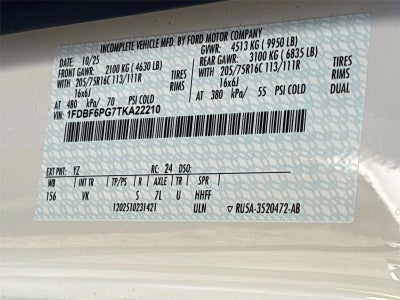 INCOMPLETE VEHICLE MFD. BY FORD MOTOR COMPANY
DATE: 10/25 GVWR: 4513 KG ( 9950 LB)
FRONT GAWR: 2100 KG ( 4630 LB) REAR GAWR: 3100 KG ( 6835 LB)
205/75R16C 113/111R TIRES 205/75R16C 113/111R TIRES
16x6J RIMS 16x6J RIMS
AT 480 kPa/ 70 PSI COLD AT 380 kPa/ 55 PSI COLD
VIN: 1FDBF6PG7TKA22210
EXT PNT: YZ RC: 24 DSO:
WB INT TR TP/PS R AXLE TR SPR
156 VK S 7L U HHFF
1202510231421 ULN RU5A-3520472-AB